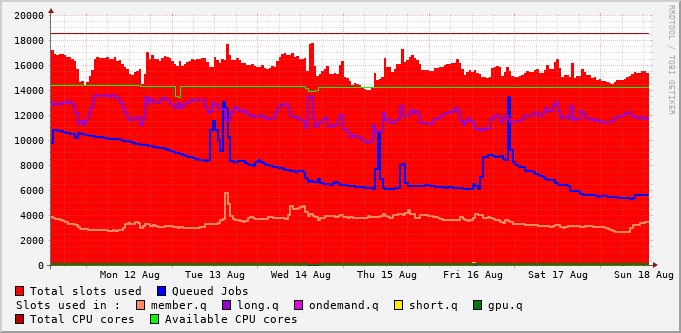 20000
18000
16000
14000
12000
10000
8000
6000
4000
2000
0
Mon 12 Aug Tue 13 Aug Wed 14 Aug Thu 15 Aug Fri 16 Aug Sat 17 Aug Sun 18 Aug
Total slots used Queued Jobs
Slots used in : member.q long.q ondemand.q short.q gpu.q
Total CPU cores Available CPU cores
RRDTOOL / TOBI OETIKER